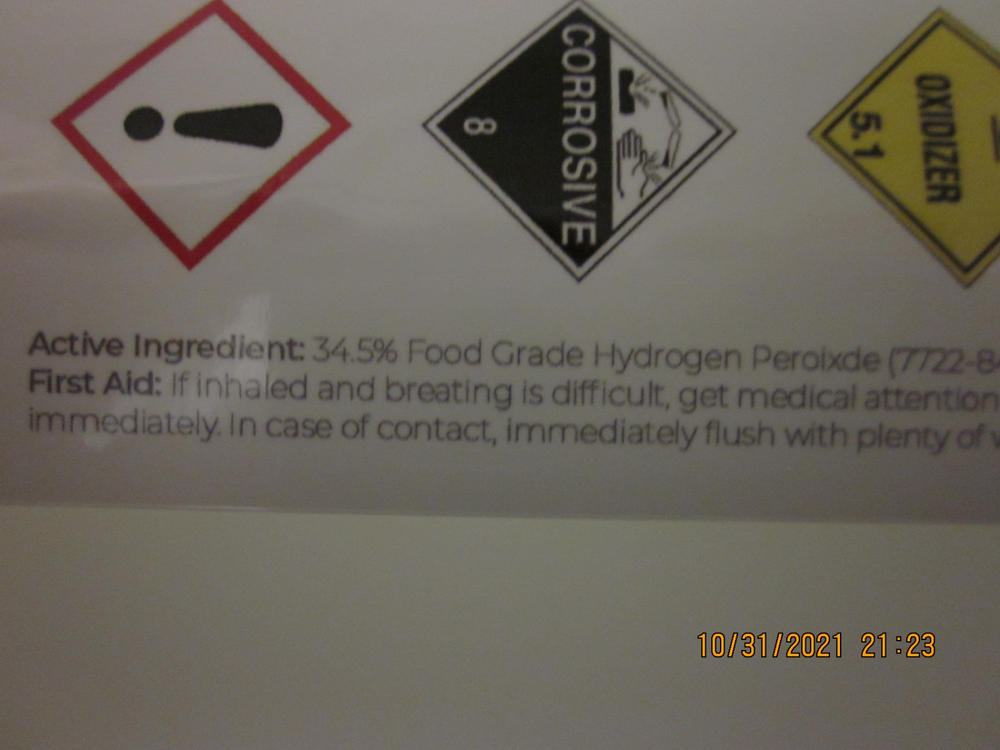 CORROSIVE
8
OXIDIZER
5.1
Active Ingredient: 34.5% Food Grade Hydrogen Peroixde (7722-8
First Aid: If inhaled and breating is difficult, get medical attention
immediately. In case of contact, immediately flush with plenty of
10/31/2021 21:23